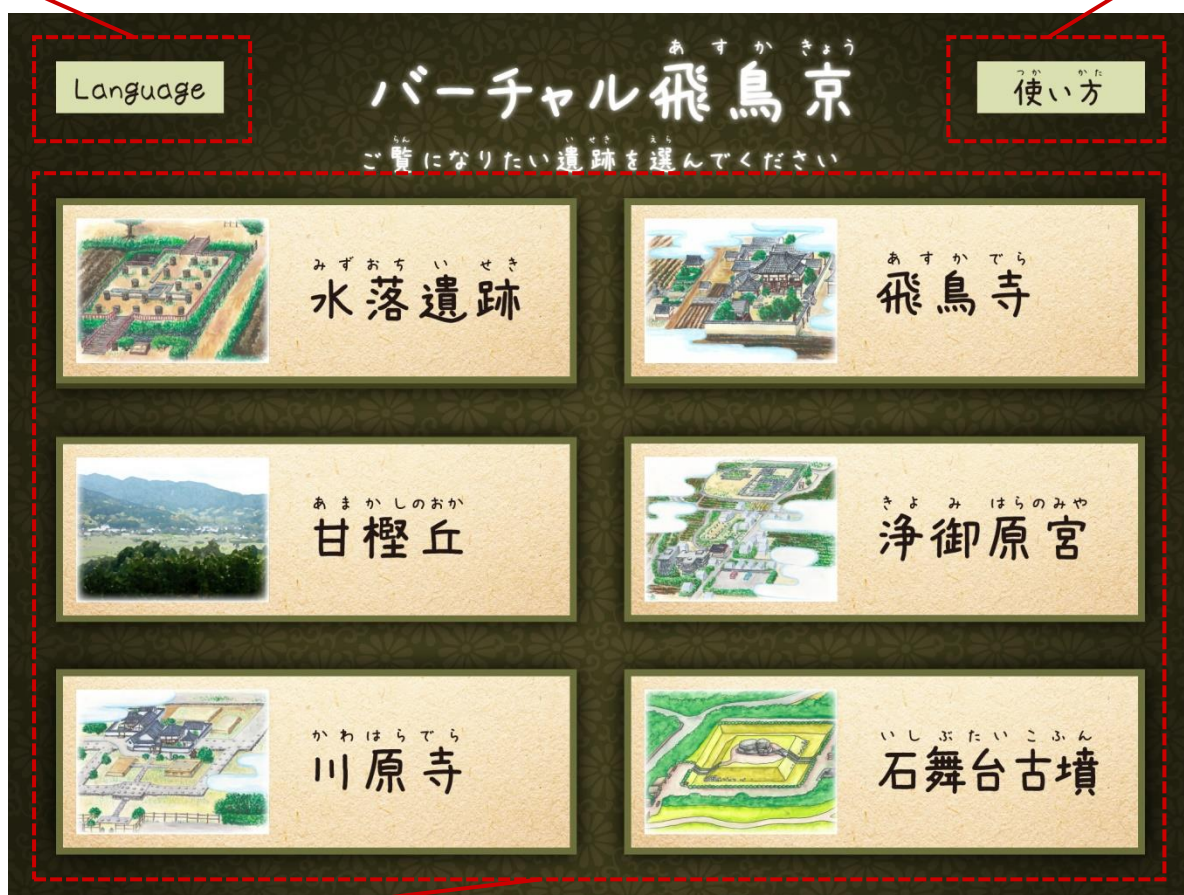 Language
あすかきょう
バーチャル飛鳥京
つか かた
使い方
らん いせき えら
ご覧になりたい遺跡を選んでください
みずおち い せき
水落遺跡
あすかでら
飛鳥寺
あまかしのおか
甘樫丘
きよ み はらのみや
浄御原宮
かわはらでら
川原寺
いしぶたいこふん
石舞台古墳